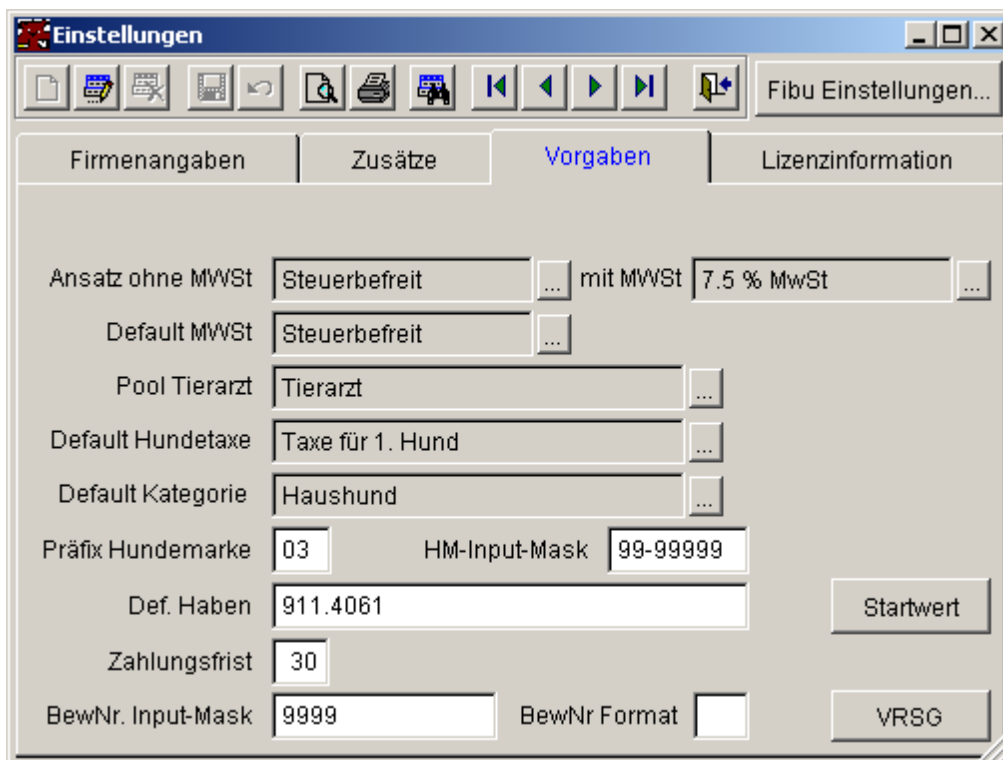 Einstellungen
Fibu Einstellungen...
Firmenangaben Zusätze Vorgaben Lizenzinformation
Ansatz ohne MWSt Steuerbefreit ... mit MWSt 7.5 % MwSt ...
Default MWSt Steuerbefreit ...
Pool Tierarzt Tierarzt ...
Default Hundetaxe Taxe für 1. Hund ...
Default Kategorie Haushund ...
Präfix Hundemarke 03 HM-Input-Mask 99-99999
Def. Haben 911.4061 Startwert
Zahlungsfrist 30
BewNr. Input-Mask 9999 BewNr Format VRSG